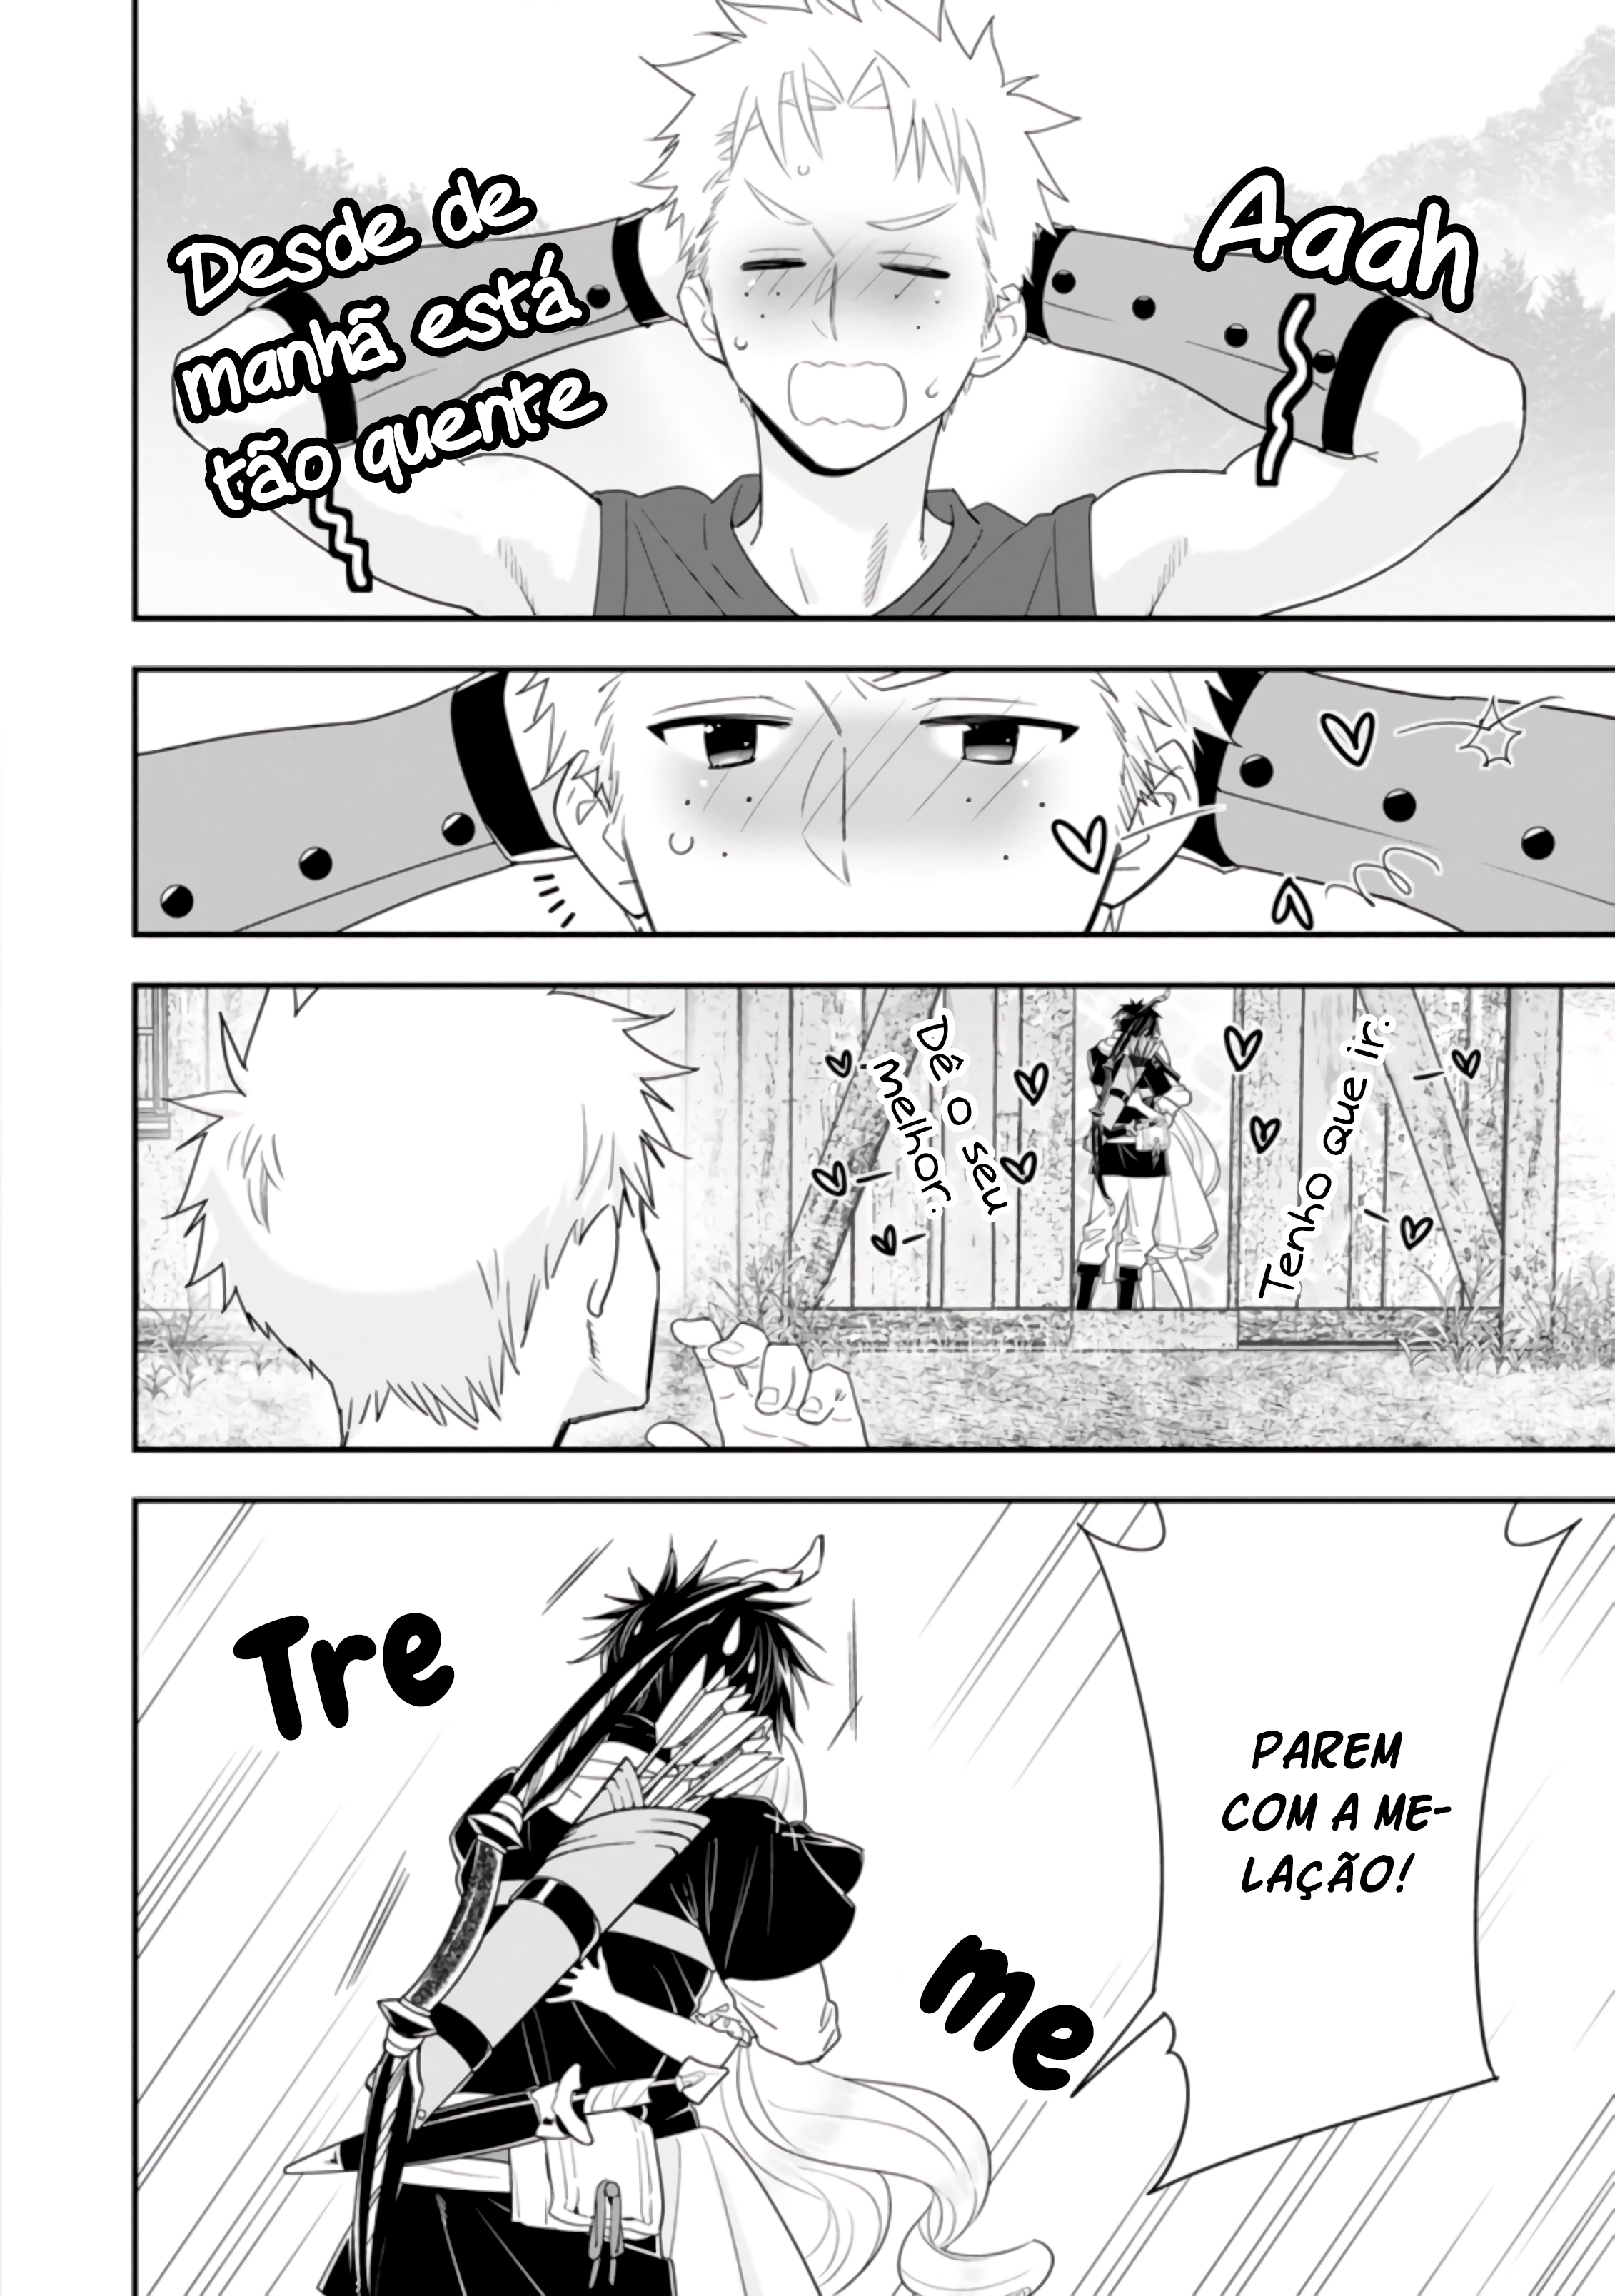 Aaah
Desde de
manhã está
tão quente
Tenho que ir.
Dê o seu
Melhor.
PAREM
COM A ME-
LAÇÃO!
Tre
me